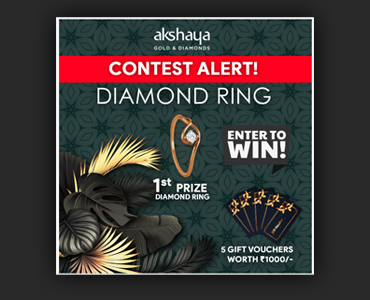 akshaya
GOLD & DIAMONDS
CONTEST ALERT!
DIAMOND RING
ENTER TO
WIN!
1st PRIZE
DIAMOND RING
5 GIFT VOUCHERS
WORTH ₹1000/-